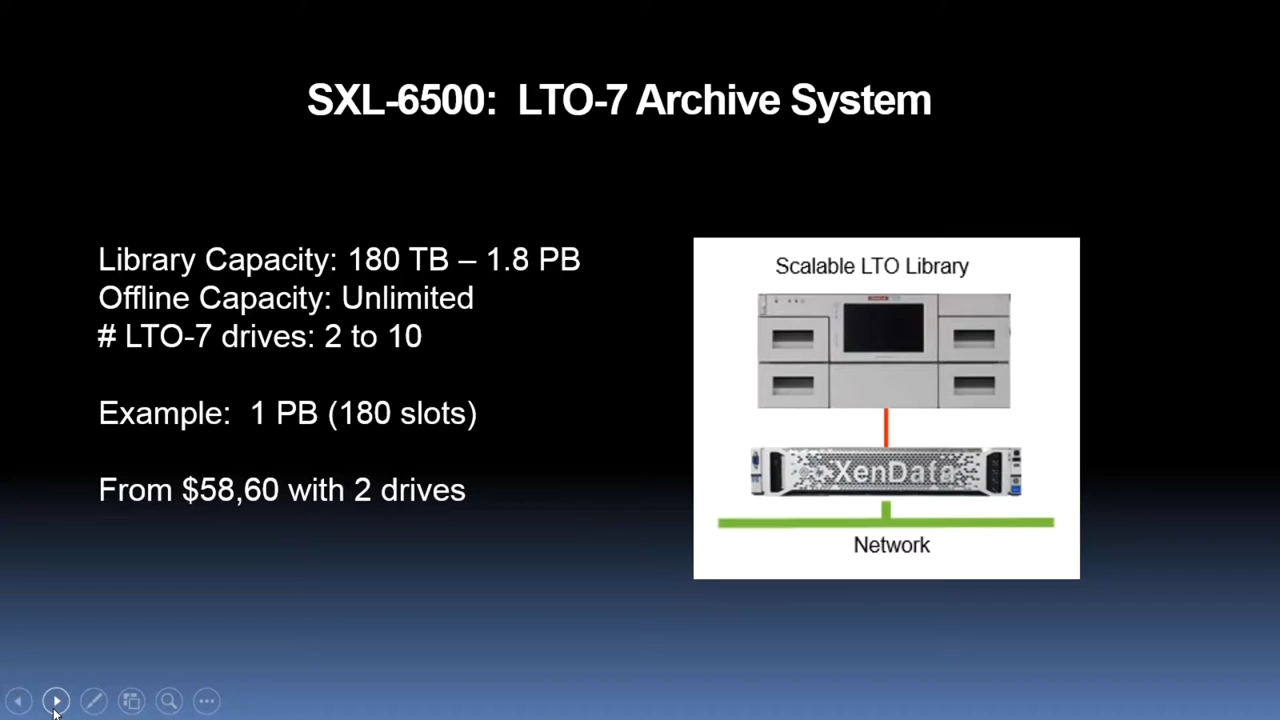 SXL-6500: LTO-7 Archive System
Library Capacity: 180 TB – 1.8 PB
Offline Capacity: Unlimited
# LTO-7 drives: 2 to 10
Example: 1 PB (180 slots)
From $58,60 with 2 drives
Scalable LTO Library
XenData
Network